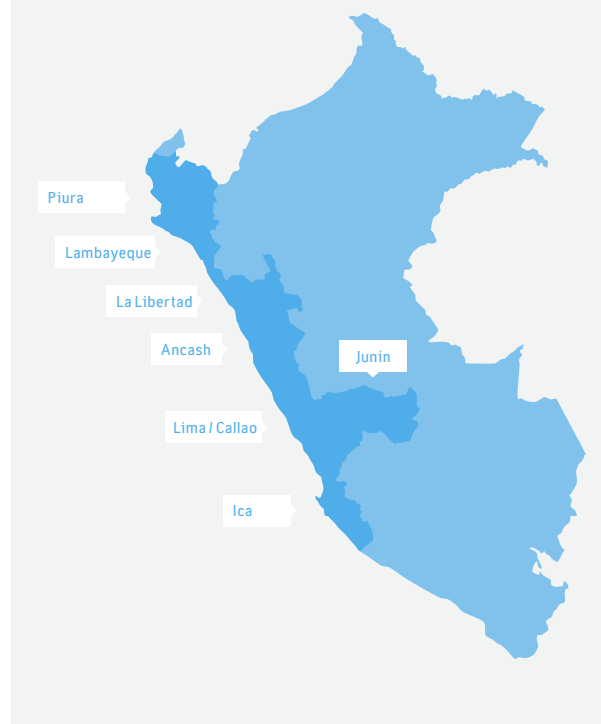 Piura
Lambayeque
La Libertad
Ancash
Junin
Lima / Callao
Ica